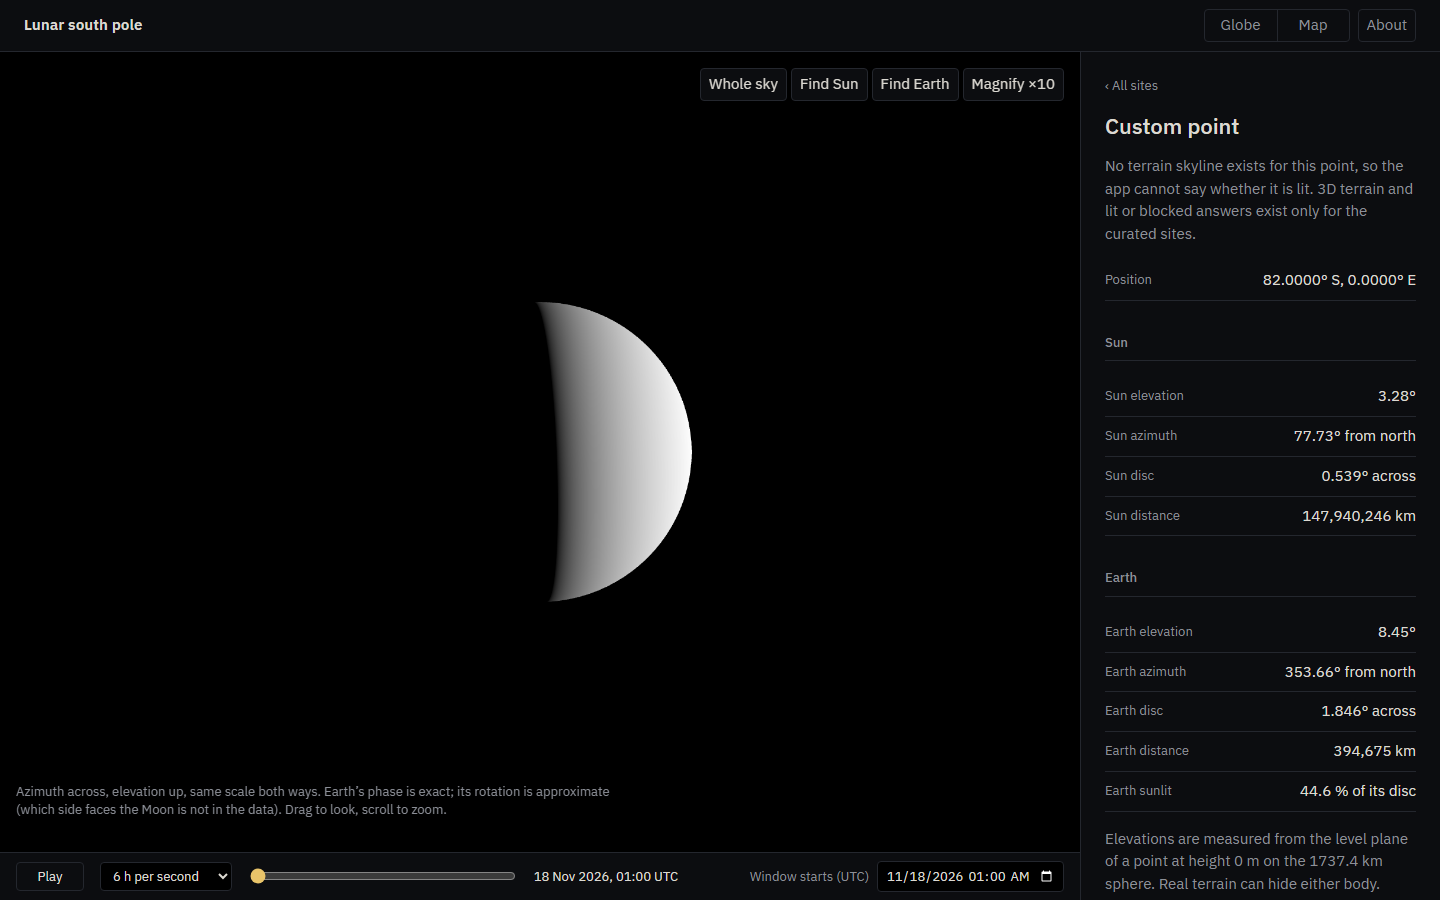 Lunar south pole
Globe
Map
About
Whole sky
Find Sun
Find Earth
Magnify ×10
‹ All sites
Custom point
No terrain skyline exists for this point, so the
app cannot say whether it is lit. 3D terrain and
lit or blocked answers exist only for the
curated sites.
Position 82.0000° S, 0.0000° E
Sun
Sun elevation 3.28°
Sun azimuth 77.73° from north
Sun disc 0.539° across
Sun distance 147,940,246 km
Earth
Earth elevation 8.45°
Earth azimuth 353.66° from north
Earth disc 1.846° across
Earth distance 394,675 km
Earth sunlit 44.6 % of its disc
Elevations are measured from the level plane
of a point at height 0 m on the 1737.4 km
sphere. Real terrain can hide either body.
Azimuth across, elevation up, same scale both ways. Earth’s phase is exact; its rotation is approximate
(which side faces the Moon is not in the data). Drag to look, scroll to zoom.
Play
6 h per second
18 Nov 2026, 01:00 UTC
Window starts (UTC)
11/18/2026 01:00 AM